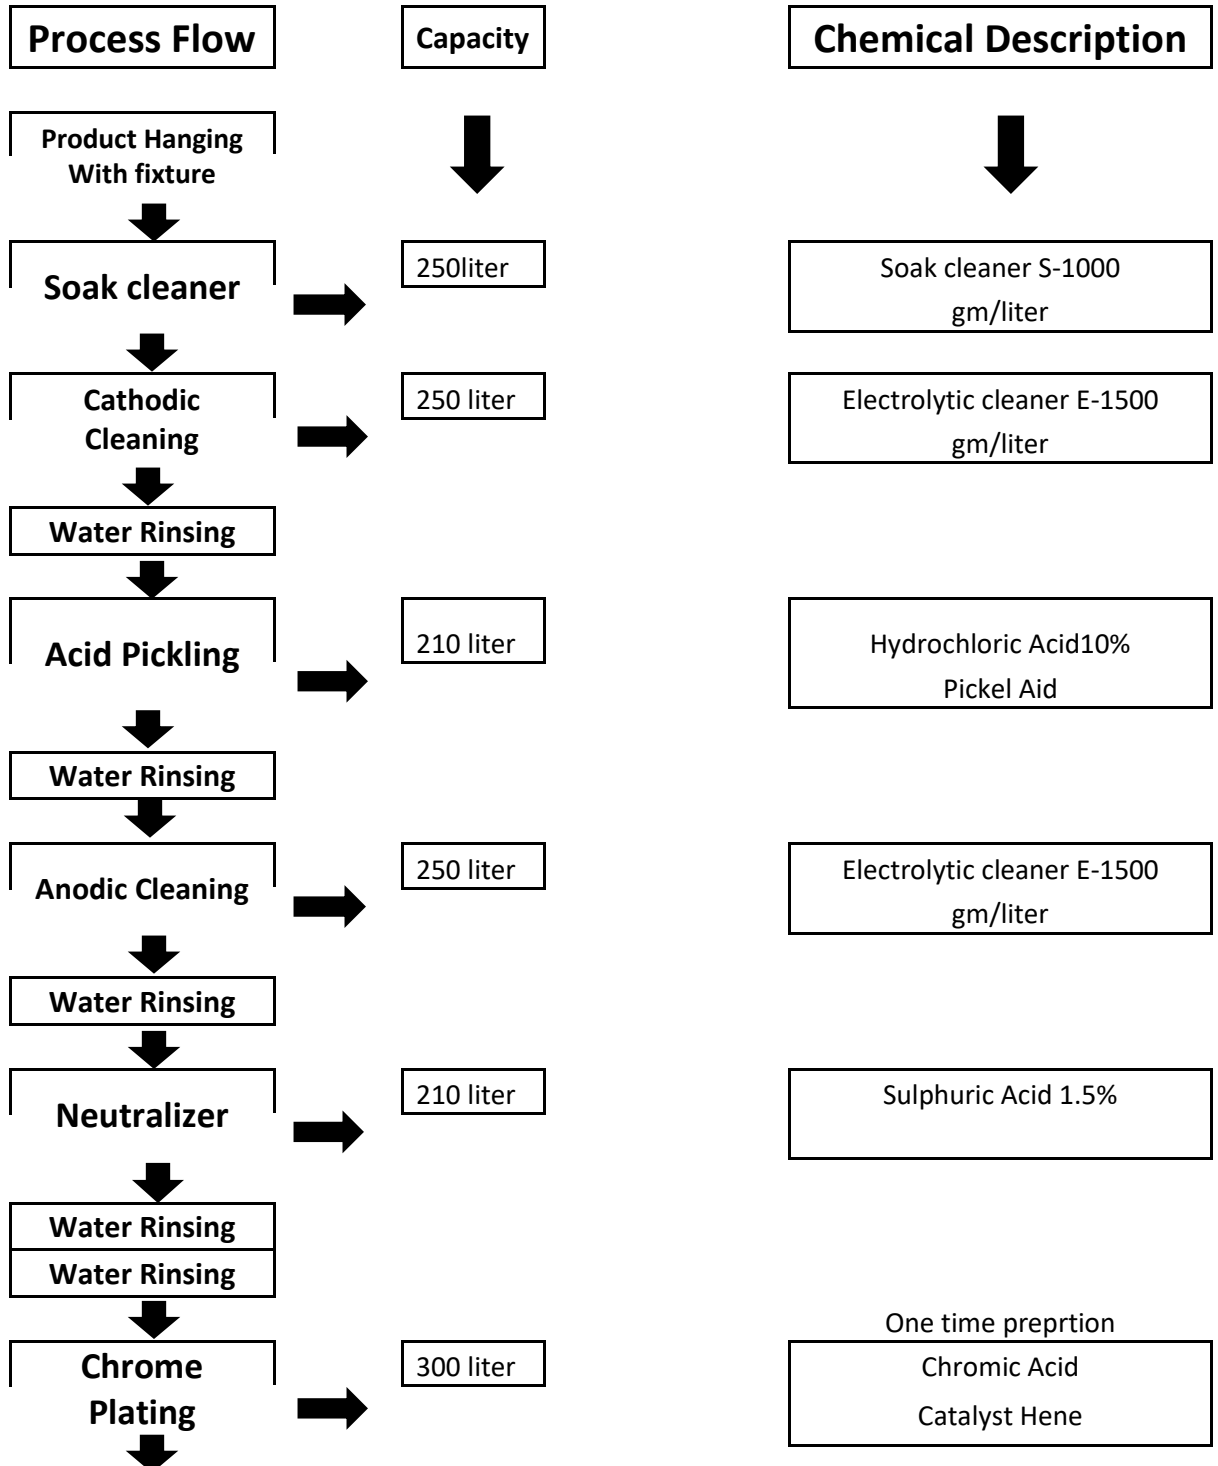 Process Flow
Capacity
Chemical Description
Product Hanging
With fixture
Soak cleaner
250liter
Soak cleaner S-1000
gm/liter
Cathodic
Cleaning
250 liter
Electrolytic cleaner E-1500
gm/liter
Water Rinsing
Acid Pickling
210 liter
Hydrochloric Acid10%
Pickel Aid
Water Rinsing
Anodic Cleaning
250 liter
Electrolytic cleaner E-1500
gm/liter
Water Rinsing
Neutralizer
210 liter
Sulphuric Acid 1.5%
Water Rinsing
Water Rinsing
One time preprtion
Chrome
Plating
300 liter
Chromic Acid
Catalyst Hene